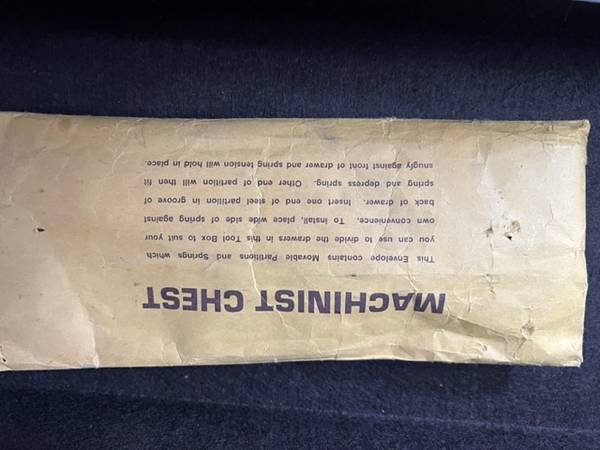 MACHINIST CHEST
This Envelope contains Movable Partitions and Springs which
you can use to divide the drawers in this Tool Box to suit your
own convenience. To install, place wide side of spring against
back of drawer. Insert one end of steel partition in groove of
spring and depress spring. Other end of partition will then fit
snugly against front of drawer and spring tension will hold in place.